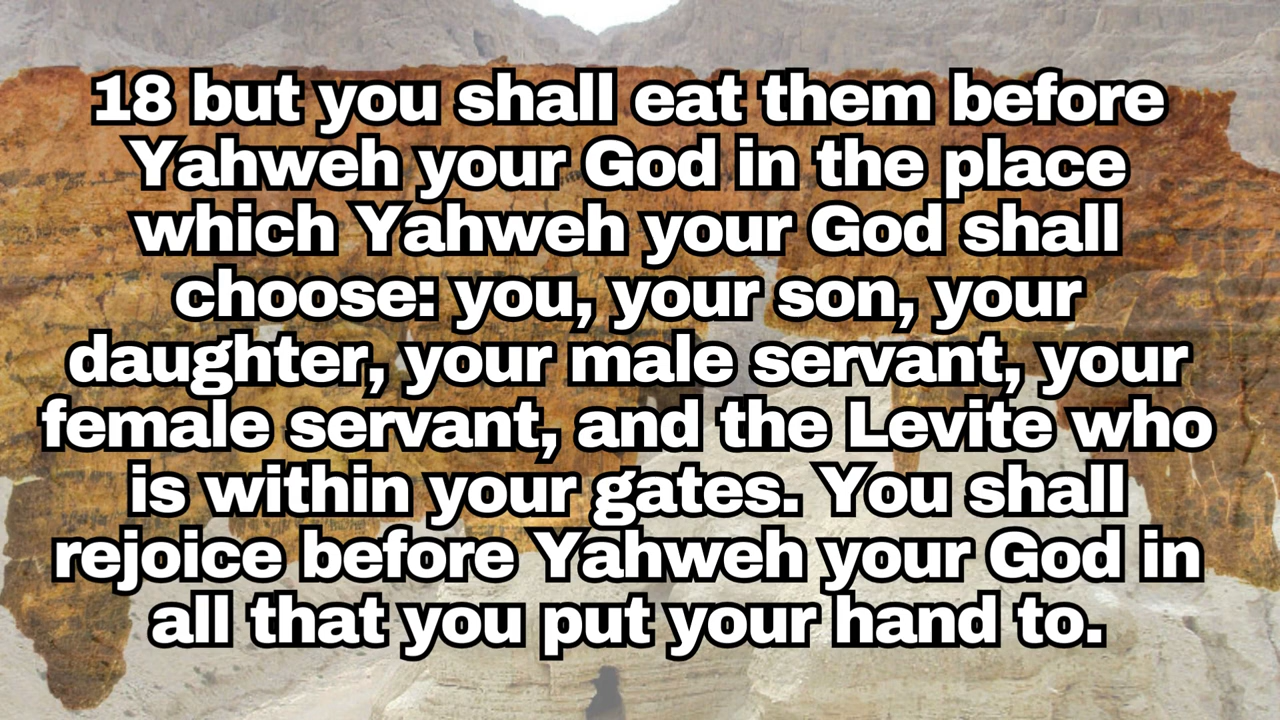 18 but you shall eat them before
Yahweh your God in the place
which Yahweh your God shall
choose: you, your son, your
daughter, your male servant, your
female servant, and the Levite who
is within your gates. You shall
rejoice before Yahweh your God in
all that you put your hand to.